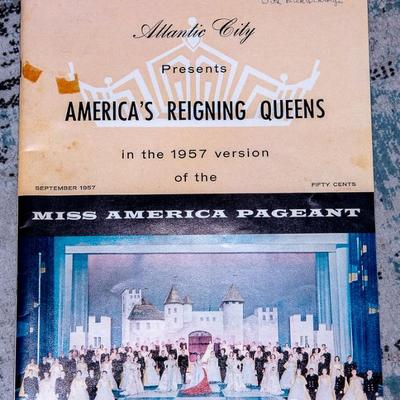 Atlantic City
Presents
AMERICA'S REIGNING QUEENS
in the 1957 version
of the
SEPTEMBER 1957
FIFTY CENTS
MISS AMERICA PAGEANT